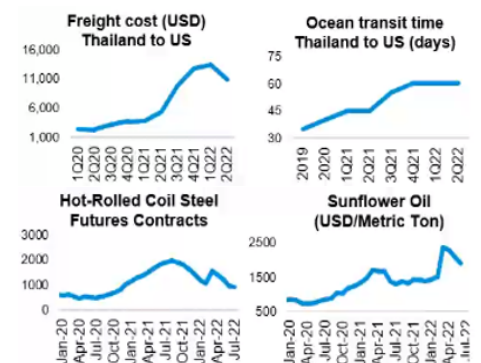 Freight cost (USD)
Thailand to US
16,000
11,000
6,000
1,000
1Q20
2Q20
3Q20
4Q20
1Q21
2Q21
3Q21
4Q21
1Q22
2Q22
Ocean transit time
Thailand to US (days)
75
60
45
30
2019
2020
1Q21
2Q21
3Q21
4Q21
1Q22
2Q22
Hot-Rolled Coil Steel
Futures Contracts
3000
2000
1000
0
Jan-20
Apr-20
Jul-20
Oct-20
Jan-21
Apr-21
Jul-21
Oct-21
Jan-22
Apr-22
Jul-22
Sunflower Oil
(USD/Metric Ton)
2500
1500
500
Jan-20
Apr-20
Jul-20
Oct-20
Jan-21
Apr-21
Jul-21
Oct-21
Jan-22
Apr-22
Jul-22